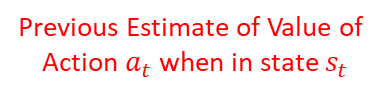 Previous Estimate of Value of
Action $a_t$ when in state $s_t$